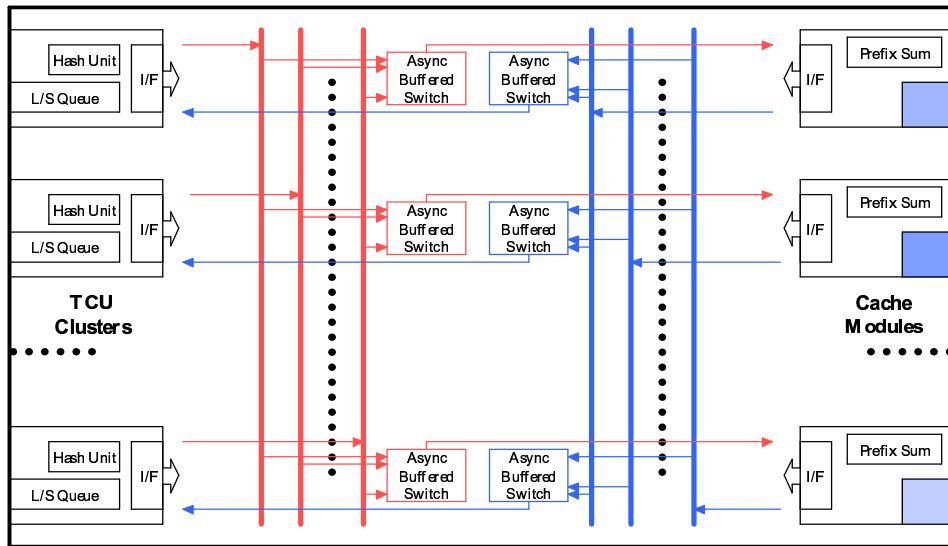 Hash Unit
I/F
L/S Queue
Async
Buffered
Switch
Async
Buffered
Switch
I/F
Prefix Sum
Hash Unit
I/F
L/S Queue
Async
Buffered
Switch
Async
Buffered
Switch
I/F
Prefix Sum
TCU
Clusters
Cache
Modules
Hash Unit
I/F
L/S Queue
Async
Buffered
Switch
Async
Buffered
Switch
I/F
Prefix Sum